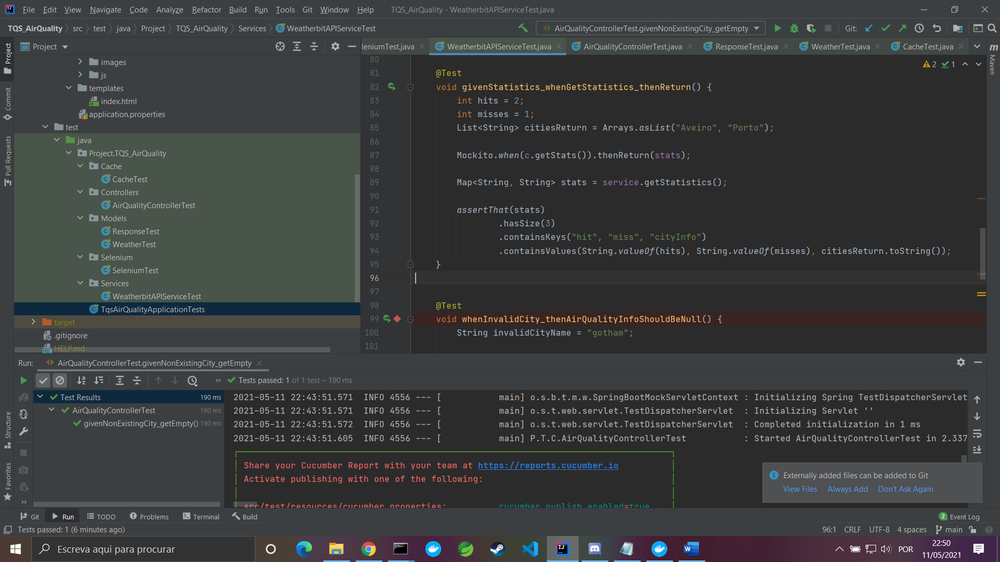 File Edit View Navigate Code Analyze Refactor Build Run Tools Git Window Help TQS_AirQuality - WeatherbitAPIServiceTest.java
TQS_AirQuality src test java Project TQS_AirQuality Services WeatherbitAPIServiceTest AirQualityControllerTest.givenNonExistingCity_getEmpty Git:
Project
leniumTest.java WeatherbitAPIServiceTest.java AirQualityControllerTest.java ResponseTest.java WeatherTest.java CacheTest.java
Project
Commit
Pull Requests
Structure
Favorites
Maven
images
js
templates
index.html
application.properties
test
java
Project.TQS_AirQuality
Cache
CacheTest
Controllers
AirQualityControllerTest
Models
ResponseTest
WeatherTest
Selenium
SeleniumTest
Services
WeatherbitAPIServiceTest
TqsAirQualityApplicationTests
target
.gitignore
HELP.md
2 1
80
81 @Test
82 void givenStatistics_whenGetStatistics_thenReturn() {
83 int hits = 2;
84 int misses = 1;
85 List<String> citiesReturn = Arrays.asList("Aveiro", "Porto");
86
87 Mockito.when(c.getStats()).thenReturn(stats);
88
89 Map<String, String> stats = service.getStatistics();
90
91 assertThat(stats)
92 .hasSize(3)
93 .containsKeys("hit", "miss", "cityInfo")
94 .containsValues(String.valueOf(hits), String.valueOf(misses), citiesReturn.toString());
95 }
96
97
98 @Test
99 void whenInvalidCity_thenAirQualityInfoShouldBeNull() {
100 String invalidCityName = "gotham";
101
Run: AirQualityControllerTest.givenNonExistingCity_getEmpty
Tests passed: 1 of 1 test – 190 ms
Test Results 190 ms
AirQualityControllerTest 190 ms
givenNonExistingCity_getEmpty() 190 ms
2021-05-11 22:43:51.571 INFO 4556 --- [ main] o.s.b.t.m.w.SpringBootMockServletContext : Initializing Spring TestDispatcherServlet
2021-05-11 22:43:51.571 INFO 4556 --- [ main] o.s.t.web.servlet.TestDispatcherServlet : Initializing Servlet ''
2021-05-11 22:43:51.572 INFO 4556 --- [ main] o.s.t.web.servlet.TestDispatcherServlet : Completed initialization in 1 ms
2021-05-11 22:43:51.605 INFO 4556 --- [ main] P.T.C.AirQualityControllerTest : Started AirQualityControllerTest in 2.337
Share your Cucumber Report with your team at https://reports.cucumber.io
Activate publishing with one of the following:
src/test/resources/cucumber.properties: cucumber.publish.enabled=true
Externally added files can be added to Git
View Files Always Add Don't Ask Again
Git Run TODO Problems Terminal Build 2 Event Log
Tests passed: 1 (6 minutes ago) 96:1 CRLF UTF-8 4 spaces main
Escreva aqui para procurar
POR
22:50
11/05/2021